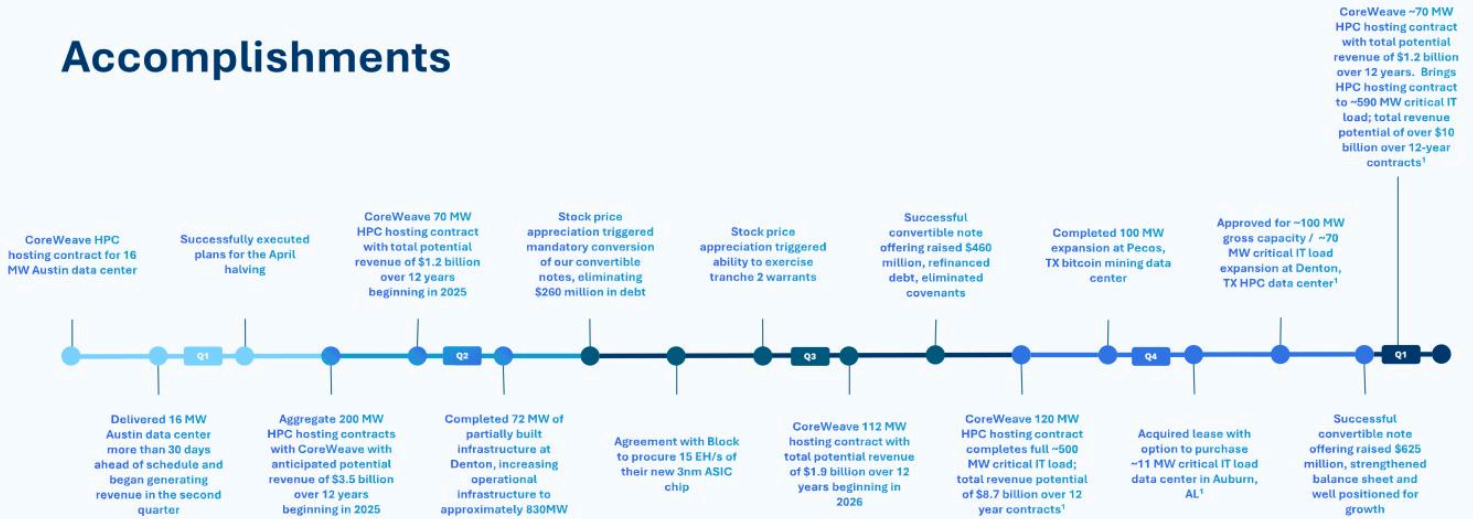 Accomplishments
CoreWeave HPC
hosting contract for 16
MW Austin data center
Delivered 16 MW
Austin data center
more than 30 days
ahead of schedule and
began generating
revenue in the second
quarter
Q1
Successfully executed
plans for the April
halving
Aggregate 200 MW
HPC hosting contracts
with CoreWeave with
anticipated potential
revenue of $3.5 billion
over 12 years
beginning in 2025
CoreWeave 70 MW
HPC hosting contract
with total potential
revenue of $1.2 billion
over 12 years
beginning in 2025
Q2
Completed 72 MW of
partially built
infrastructure at
Denton, increasing
operational
infrastructure to
approximately 830MW
Stock price
appreciation triggered
mandatory conversion
of our convertible
notes, eliminating
$260 million in debt
Agreement with Block
to procure 15 EH/s of
their new 3nm ASIC
chip
Stock price
appreciation triggered
ability to exercise
tranche 2 warrants
Q3
CoreWeave 112 MW
hosting contract with
total potential revenue
of $1.9 billion over 12
years beginning in
2026
Successful
convertible note
offering raised $460
million, refinanced
debt, eliminated
covenants
CoreWeave 120 MW
HPC hosting contract
completes full ~500
MW critical IT load;
total revenue potential
of $8.7 billion over 12
year contracts¹
Completed 100 MW
expansion at Pecos,
TX bitcoin mining data
center
Q4
Acquired lease with
option to purchase
~11 MW critical IT load
data center in Auburn,
AL¹
Approved for ~100 MW
gross capacity / ~70
MW critical IT load
expansion at Denton,
TX HPC data center¹
Successful
convertible note
offering raised $625
million, strengthened
balance sheet and
well positioned for
growth
Q1
CoreWeave ~70 MW
HPC hosting contract
with total potential
revenue of $1.2 billion
over 12 years. Brings
HPC hosting contract
to ~590 MW critical IT
load; total revenue
potential of over $10
billion over 12-year
contracts¹